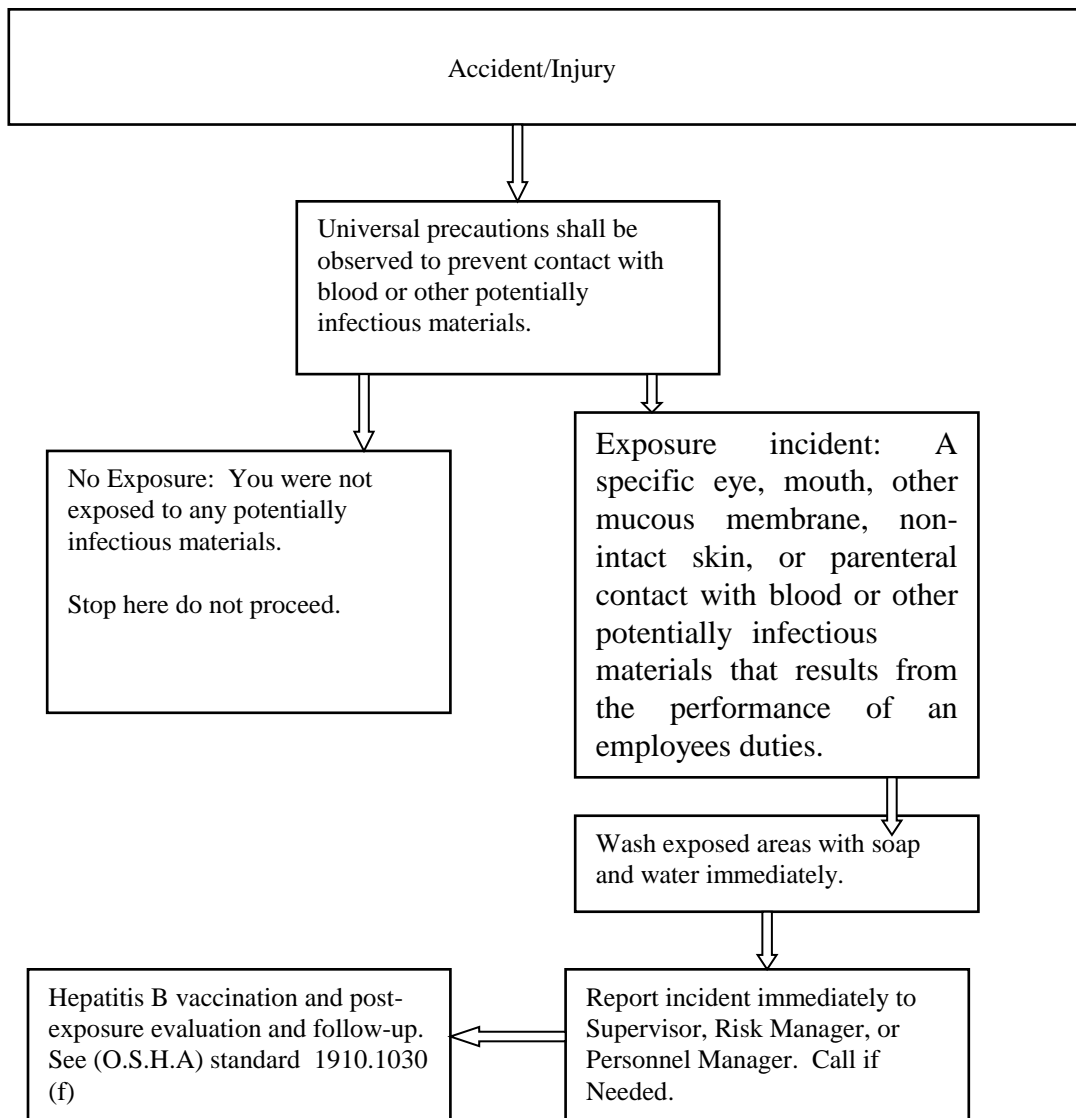 Accident/Injury
Universal precautions shall be
observed to prevent contact with
blood or other potentially
infectious materials.
No Exposure:  You were not
exposed to any potentially
infectious materials.
Stop here do not proceed.
Exposure incident: A
specific eye, mouth, other
mucous membrane, non-
intact skin, or parenteral
contact with blood or other
potentially infectious
materials that results from
the performance of an
employees duties.
Wash exposed areas with soap
and water immediately.
Hepatitis B vaccination and post-
exposure evaluation and follow-up.
See (O.S.H.A) standard  1910.1030
(f)
Report incident immediately to
Supervisor, Risk Manager, or
Personnel Manager.  Call if
Needed.